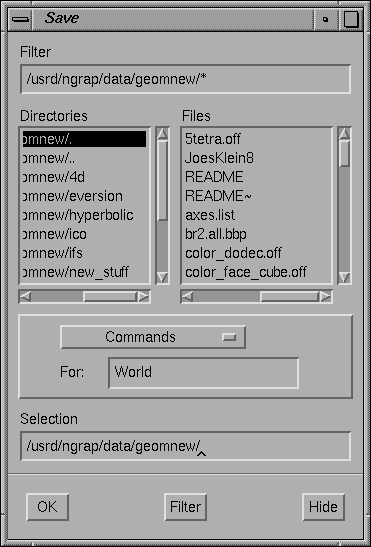 Save
Filter
/usrd/ngrap/data/geomnew/*
Directories
Files
omnew/.
omnew/..
omnew/4d
omnew/eversion
omnew/hyperbolic
omnew/ico
omnew/ifs
omnew/new_stuff
5tetra.off
JoesKlein8
README
README~
axes.list
br2.all.bbp
color_dodec.off
color_face_cube.off
Commands
For: World
Selection
/usrd/ngrap/data/geomnew/
OK Filter Hide